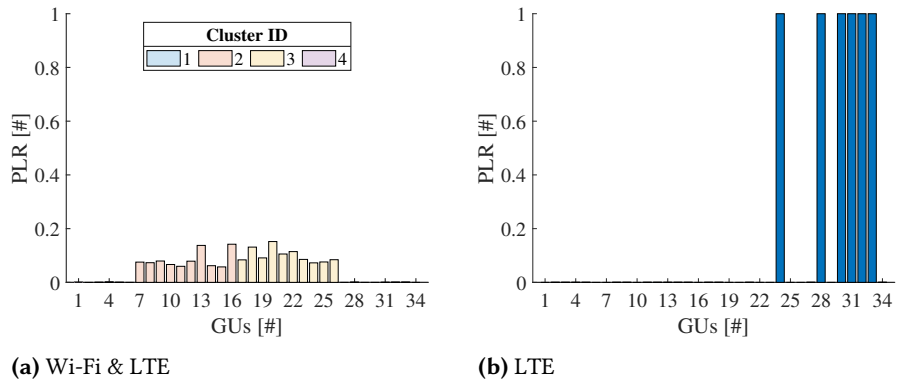 1
0.8
0.6
0.4
0.2
0
PLR [#]
Cluster ID
1 2 3 4
1 4 7 10 13 16 19 22 25 28 31 34
GUs [#]
(a) Wi-Fi & LTE
1
0.8
0.6
0.4
0.2
0
PLR [#]
1 4 7 10 13 16 19 22 25 28 31 34
GUs [#]
(b) LTE